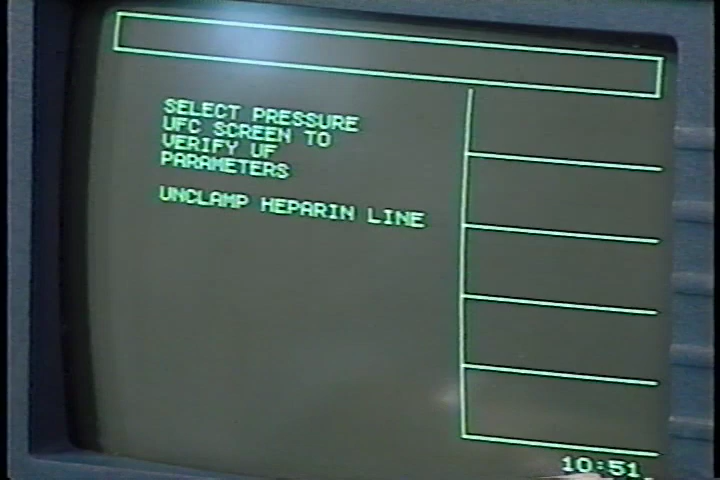 SELECT PRESSURE
UFC SCREEN TO
VERIFY UF
PARAMETERS
UNCLAMP HEPARIN LINE
10:51